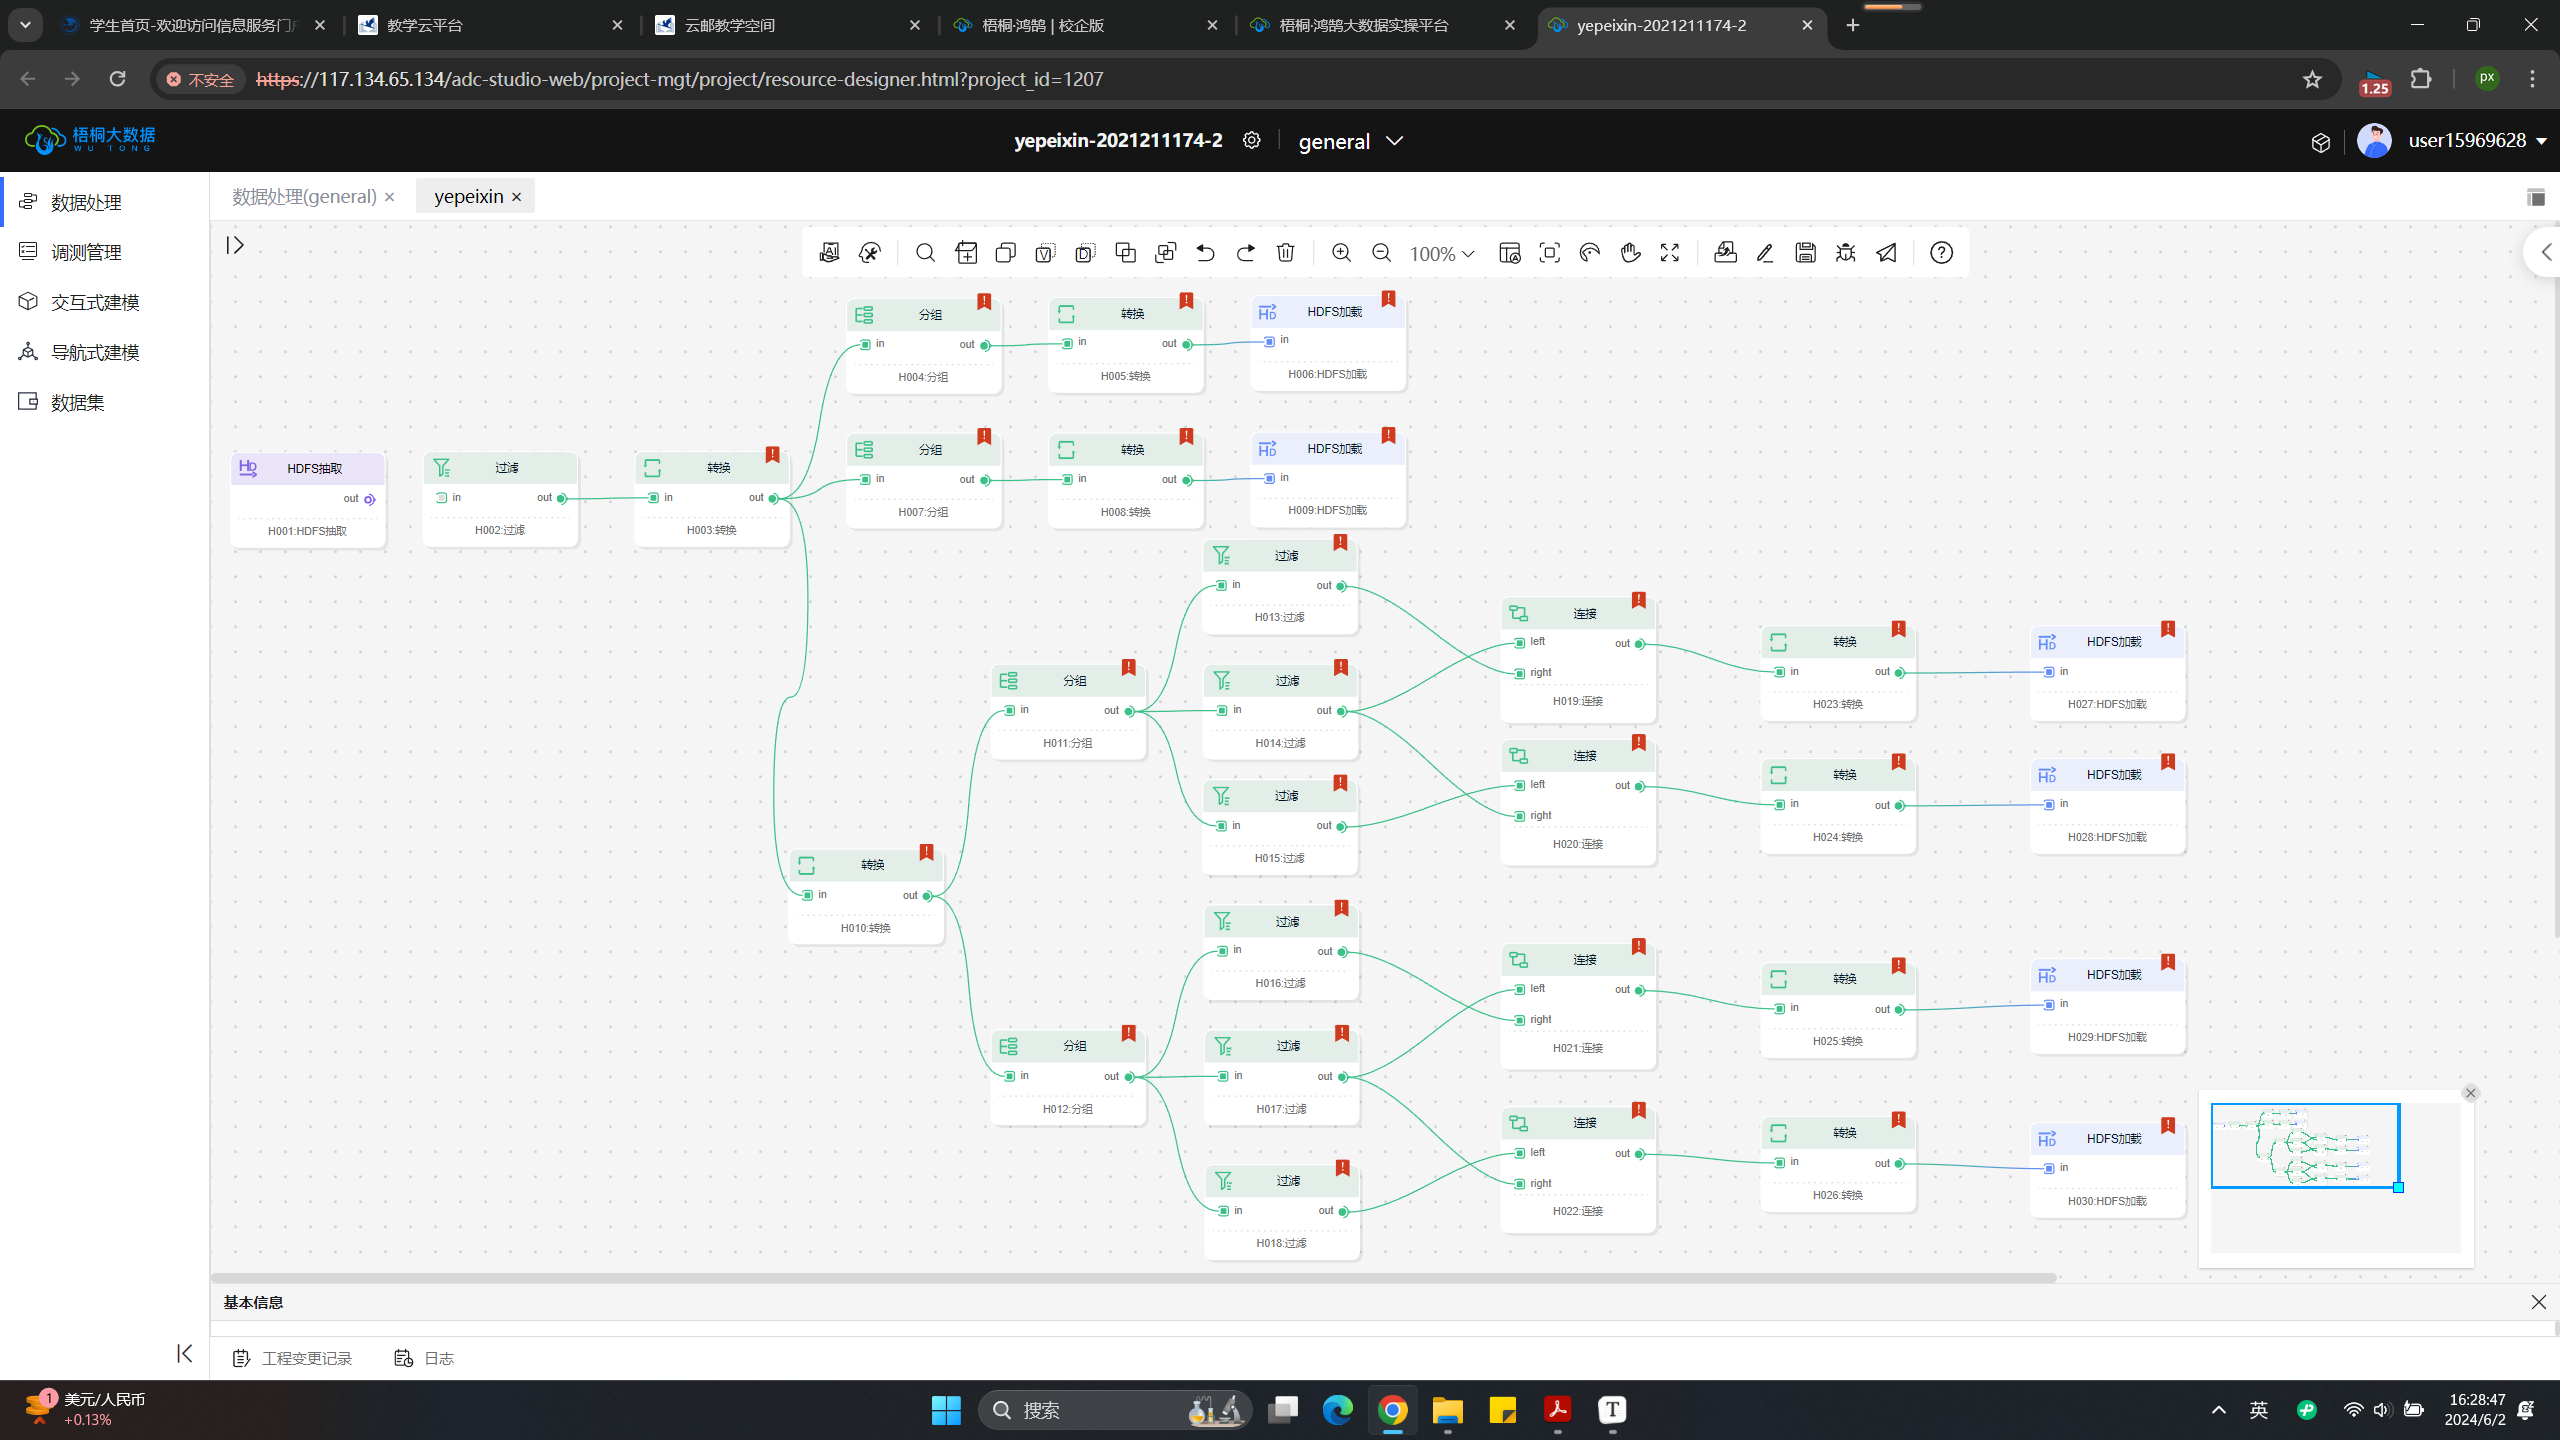 学生首页-欢迎访问信息服务门户
教学云平台
云邮教学空间
梧桐·鸿鹄 | 校企版
梧桐·鸿鹄大数据实操平台
yepeixin-2021211174-2
不安全
https://117.134.65.134/adc-studio-web/project-mgt/project/resource-designer.html?project_id=1207
1.25
px
梧桐大数据
WU TONG
yepeixin-2021211174-2
general
user15969628
数据处理
调测管理
交互式建模
导航式建模
数据集
数据处理(general)
yepeixin
100%
分组
in
out
H004:分组
转换
in
out
H005:转换
HDFS加载
in
H006:HDFS加载
分组
in
out
H007:分组
转换
in
out
H008:转换
HDFS加载
in
H009:HDFS加载
HDFS抽取
out
H001:HDFS抽取
过滤
in
out
H002:过滤
转换
in
out
H003:转换
过滤
in
out
H013:过滤
分组
in
out
H011:分组
过滤
in
out
H014:过滤
过滤
in
out
H015:过滤
连接
left
out
right
H019:连接
转换
in
out
H023:转换
HDFS加载
in
H027:HDFS加载
连接
left
out
right
H020:连接
转换
in
out
H024:转换
HDFS加载
in
H028:HDFS加载
转换
in
out
H010:转换
过滤
in
out
H016:过滤
分组
in
out
H012:分组
过滤
in
out
H017:过滤
过滤
in
out
H018:过滤
连接
left
out
right
H021:连接
转换
in
out
H025:转换
HDFS加载
in
H029:HDFS加载
连接
left
out
right
H022:连接
转换
in
out
H026:转换
HDFS加载
in
H030:HDFS加载
基本信息
工程变更记录
日志
1
美元/人民币
+0.13%
搜索
英
16:28:47
2024/6/2